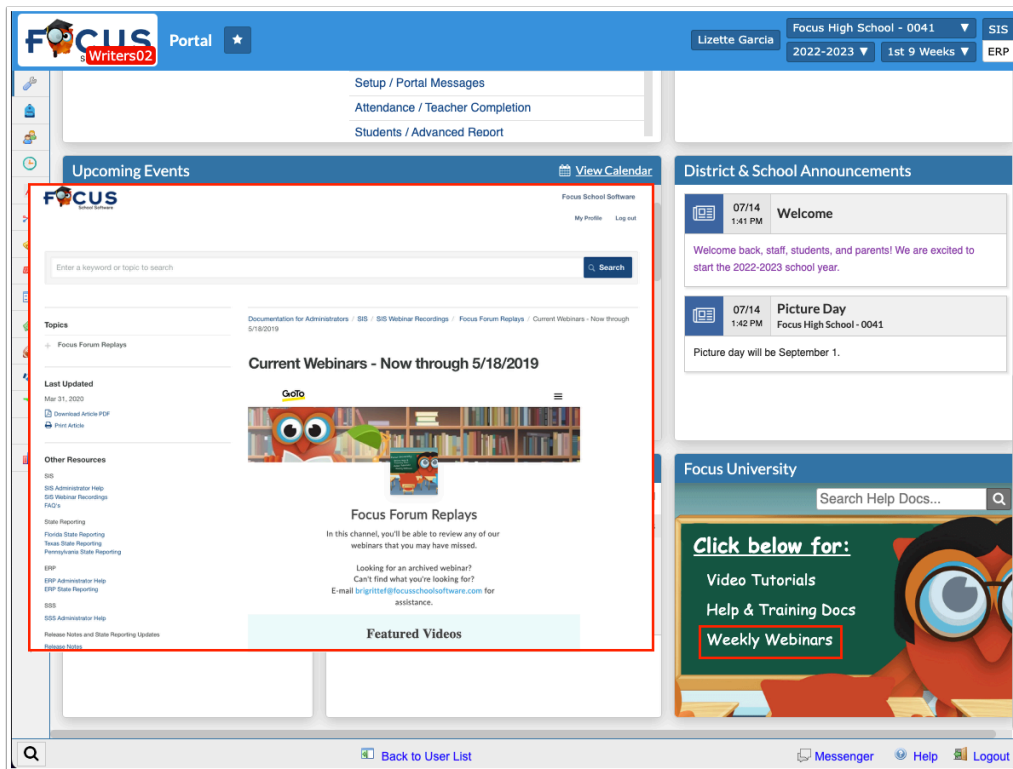 FOCUS
Writers02
Portal
Lizette Garcia
Focus High School - 0041
SIS
2022-2023
1st 9 Weeks
ERP
Setup / Portal Messages
Attendance / Teacher Completion
Students / Advanced Report
Upcoming Events
View Calendar
FOCUS
School Software
Focus School Software
My Profile
Log out
Enter a keyword or topic to search
Search
Topics
Focus Forum Replays
Last Updated
Mar 31, 2020
Download Article PDF
Print Article
Other Resources
SIS
SIS Administrator Help
SIS Webinar Recordings
FAQ's
State Reporting
Florida State Reporting
Texas State Reporting
Pennsylvania State Reporting
ERP
ERP Administrator Help
ERP State Reporting
SSS
SSS Administrator Help
Release Notes and State Reporting Updates
Release Notes
Documentation for Administrators / SIS / SIS Webinar Recordings / Focus Forum Replays / Current Webinars - Now through
5/18/2019
Current Webinars - Now through 5/18/2019
GoTo
Focus Forum Replays
In this channel, you'll be able to review any of our
webinars that you may have missed.
Looking for an archived webinar?
Can't find what you're looking for?
E-mail brigrittef@focusschoolsoftware.com for
assistance.
Featured Videos
District & School Announcements
07/14
1:41 PM
Welcome
Welcome back, staff, students, and parents! We are excited to
start the 2022-2023 school year.
07/14
1:42 PM
Picture Day
Focus High School - 0041
Picture day will be September 1.
Focus University
Search Help Docs...
Click below for:
Video Tutorials
Help & Training Docs
Weekly Webinars
Back to User List
Messenger
Help
Logout